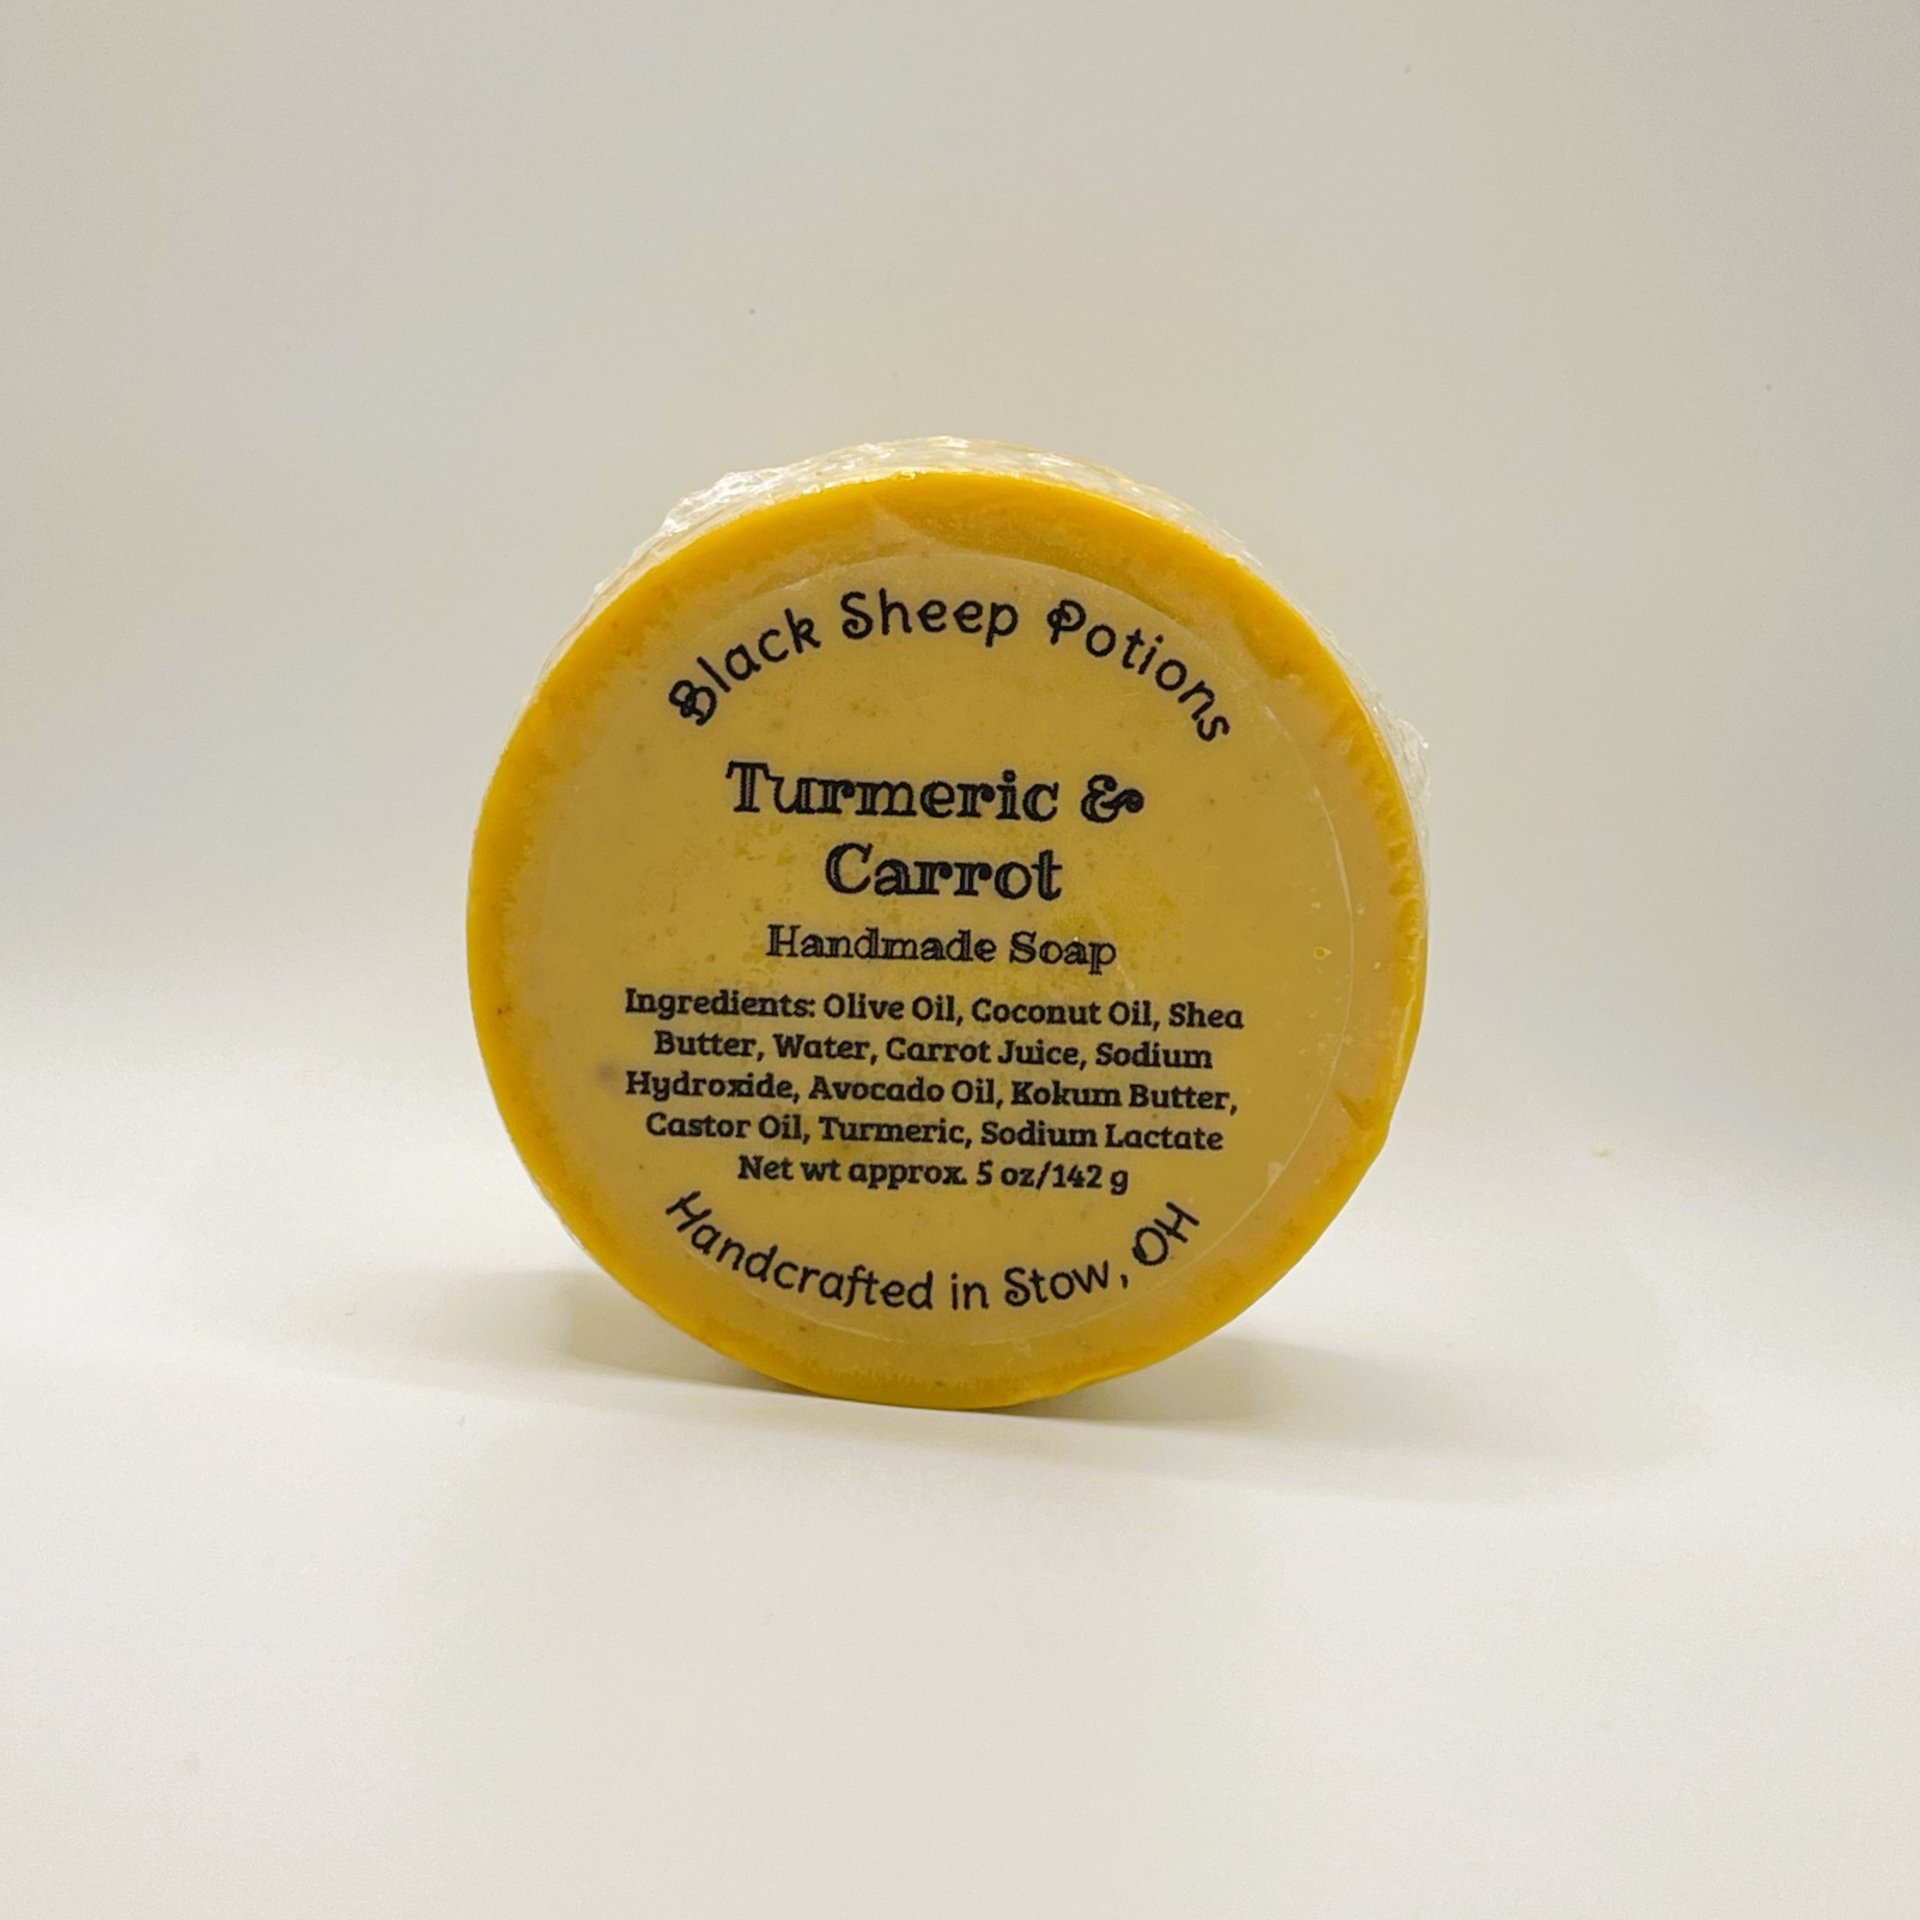 Black Sheep Potions
Turmeric &
Carrot
Handmade Soap
Ingredients: Olive Oil, Coconut Oil, Shea
Butter, Water, Carrot Juice, Sodium
Hydroxide, Avocado Oil, Kokum Butter,
Castor Oil, Turmeric, Sodium Lactate
Net wt approx. 5 oz/142 g
Handcrafted in Stow, OH